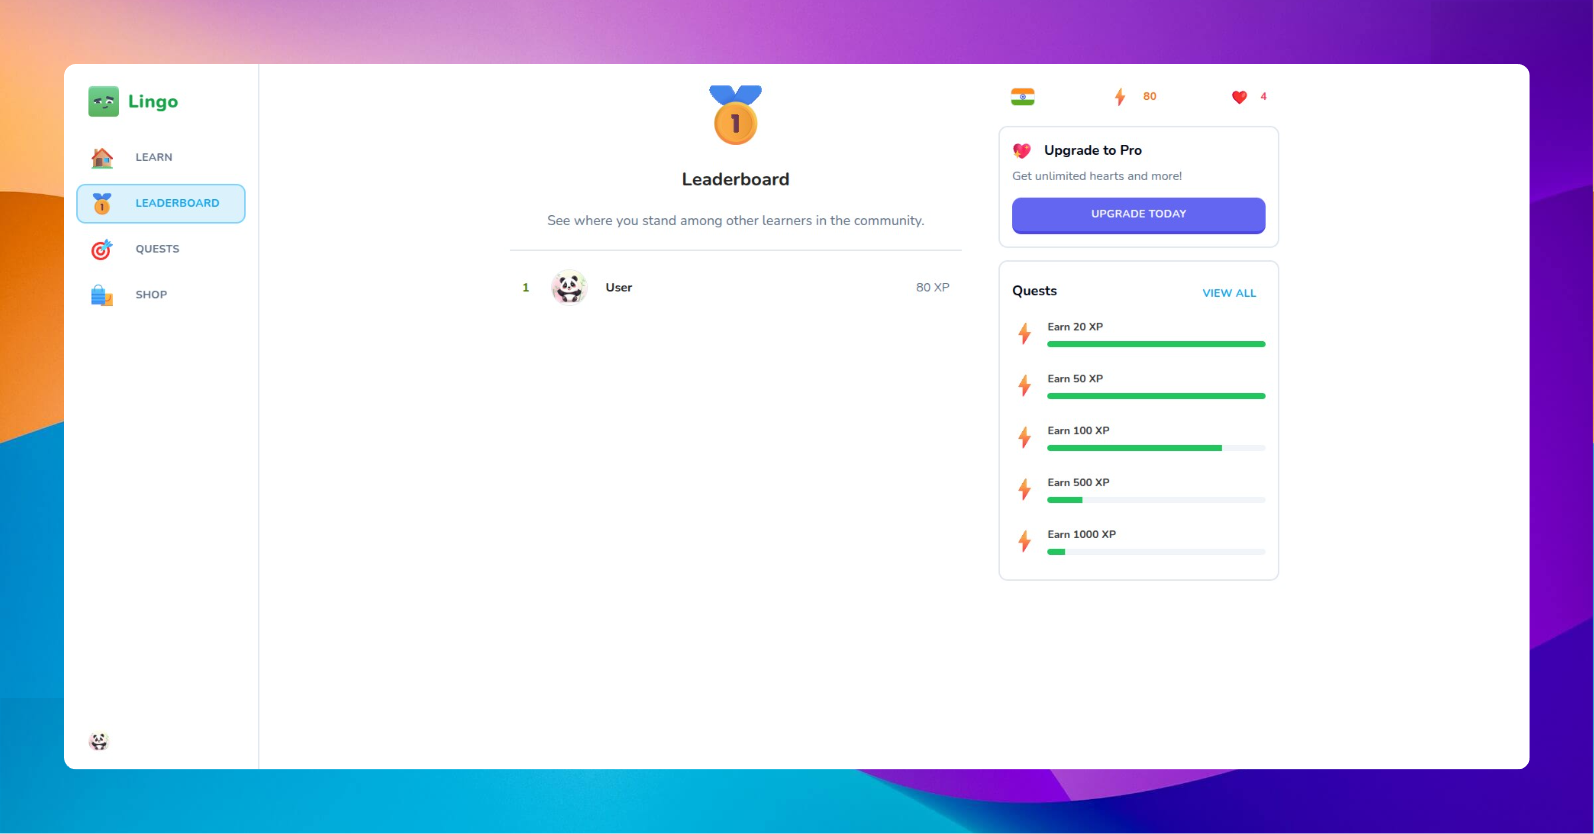 Lingo
LEARN
LEADERBOARD
QUESTS
SHOP
1
Leaderboard
See where you stand among other learners in the community.
1 User 80 XP
80 4
Upgrade to Pro
Get unlimited hearts and more!
UPGRADE TODAY
Quests VIEW ALL
Earn 20 XP
Earn 50 XP
Earn 100 XP
Earn 500 XP
Earn 1000 XP